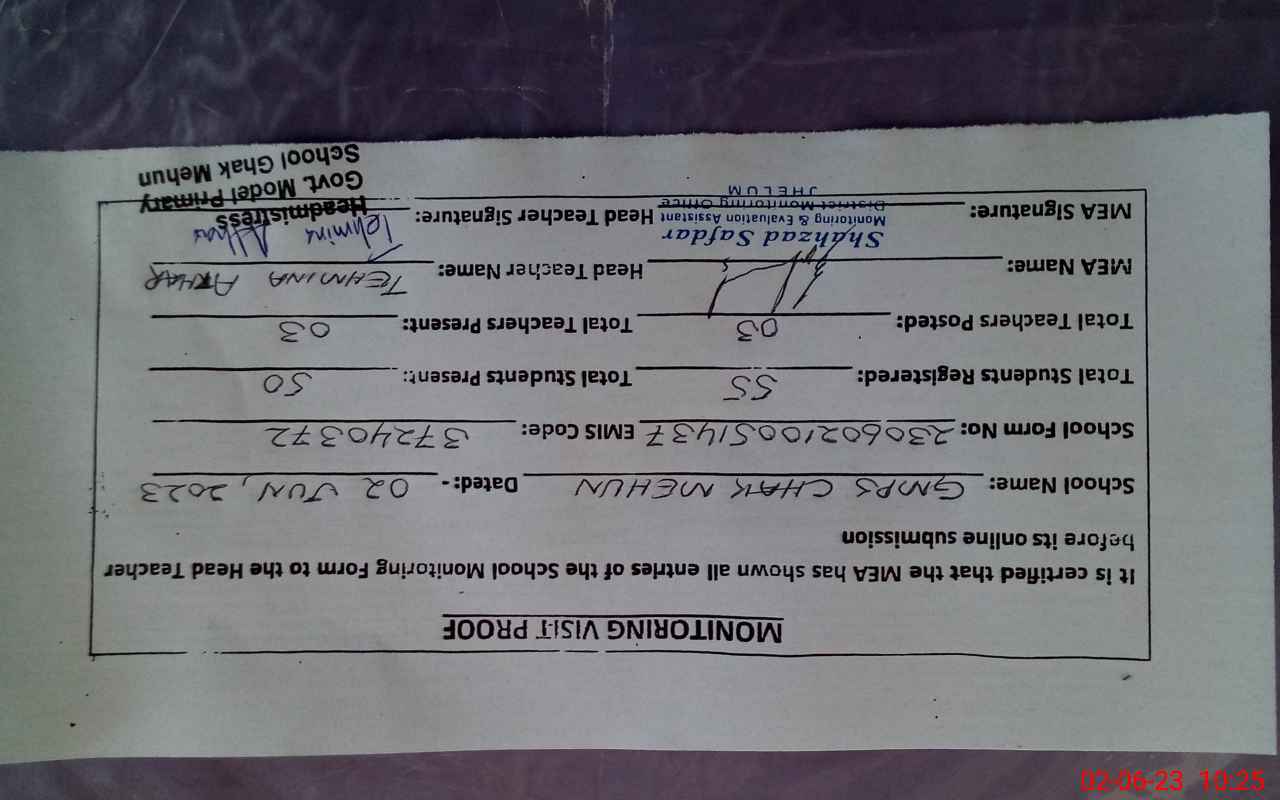 MONITORING VISIT PROOF
It is certified that the MEA has shown all entries of the School Monitoring Form to the Head Teacher
before its online submission
School Name: GMPS CHAK MEHUN Dated: - 02 JUN, 2023
School Form No: 23060210051437 EMIS Code: 37240372
Total Students Registered: 55 Total Students Present: 50
Total Teachers Posted: 03 Total Teachers Present: 03
MEA Name: Head Teacher Name: TEHMINA AKHAR
MEA Signature: Shahzad Safdar Head Teacher Signature: Tehmina
Monitoring & Evaluation Assistant
District Monitoring Office
JHELUM
Headmistress
Govt. Model Primary
School Ghak Mehun
02-06-23 10:25